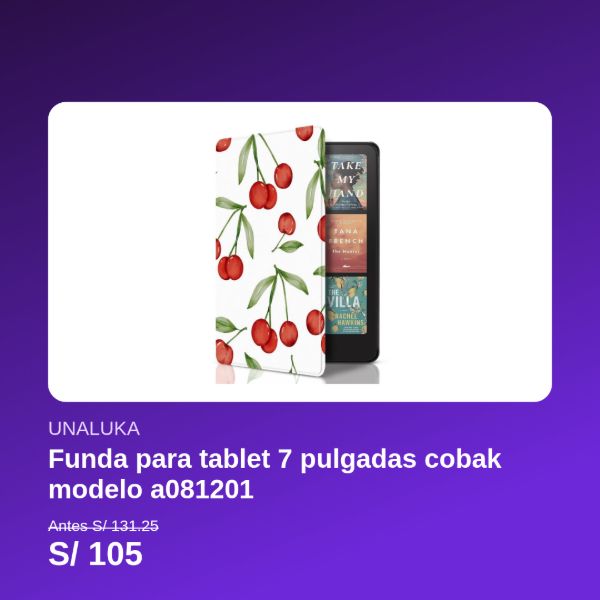 TAKE
MY
HAND
TANA
FRENCH
The Hunter
THE
VILLA
RACHEL
HAWKINS
UNALUKA
Funda para tablet 7 pulgadas cobak
modelo a081201
Antes S/ 131.25
S/ 105